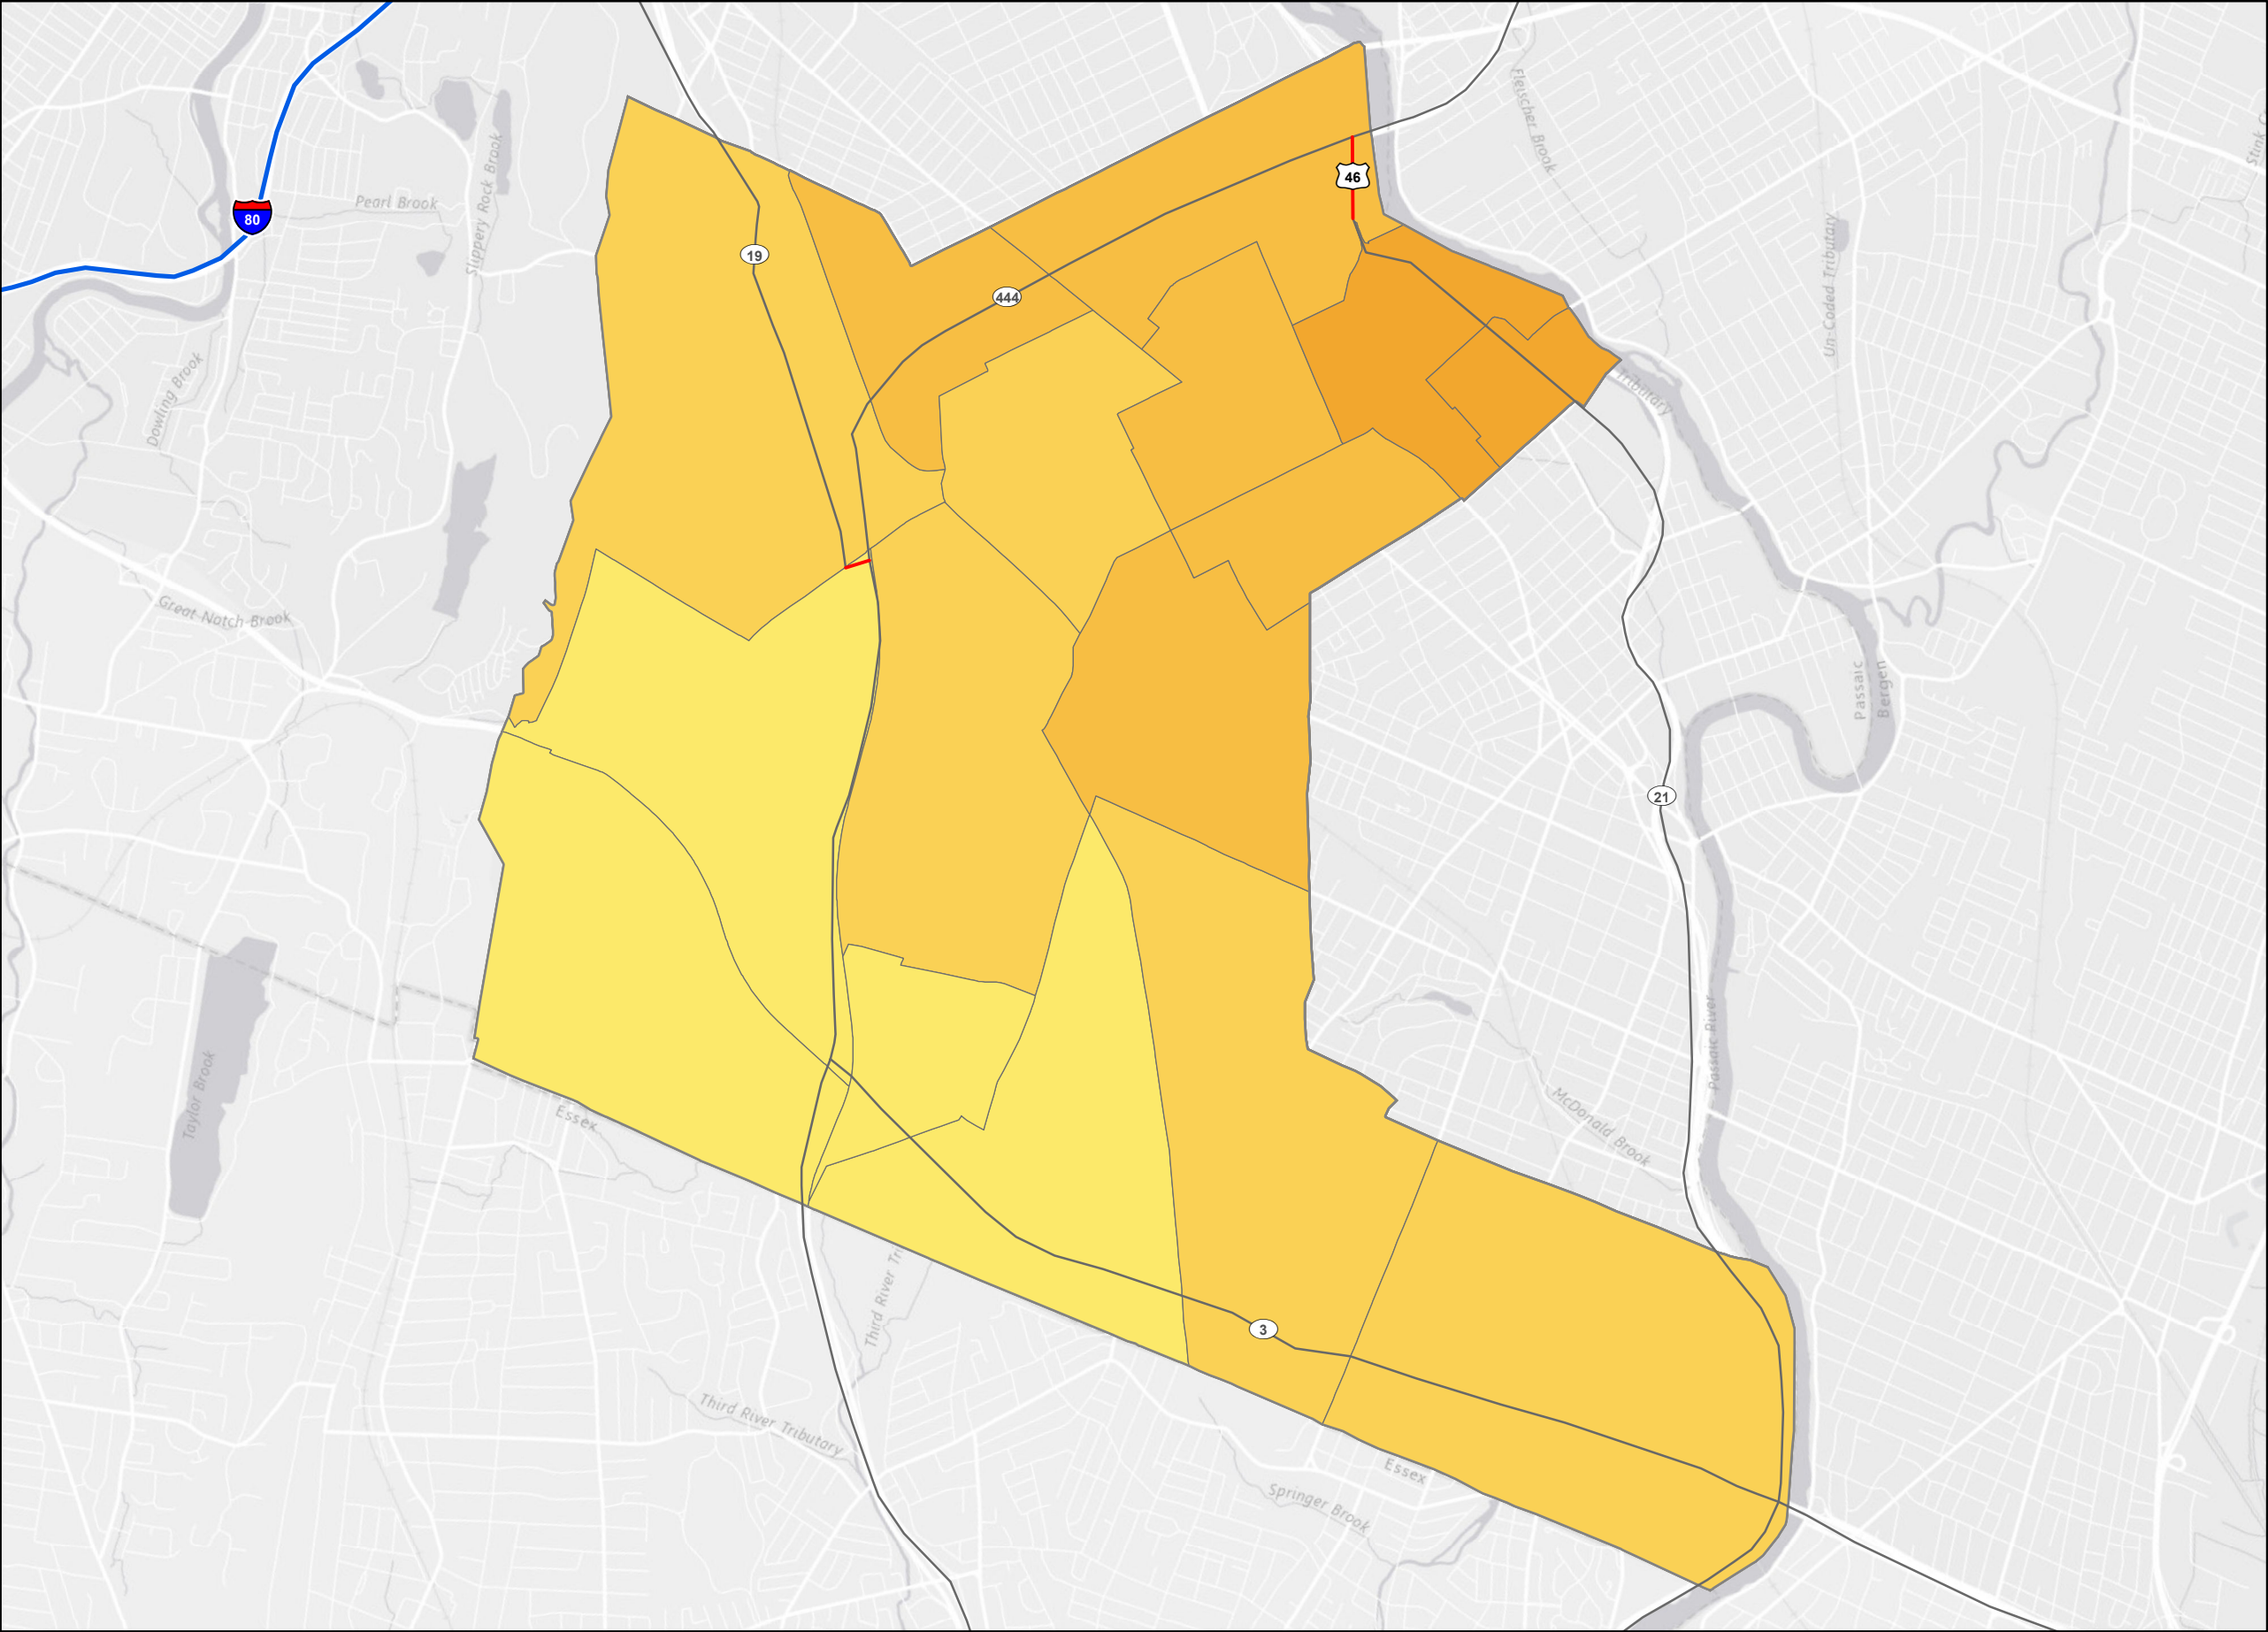 Fleischer Brook
Stink C
46
Slippery Rock Brook
Pearl Brook
80
19
Un-Coded Tributary
444
Dowling Brook
Tributary
Great Notch Brook
Passaic
Bergen
21
Passaic River
Taylor Brook
Essex
McDonald Brook
Third River Tri
3
Third River Tributary
Essex
Springer Brook